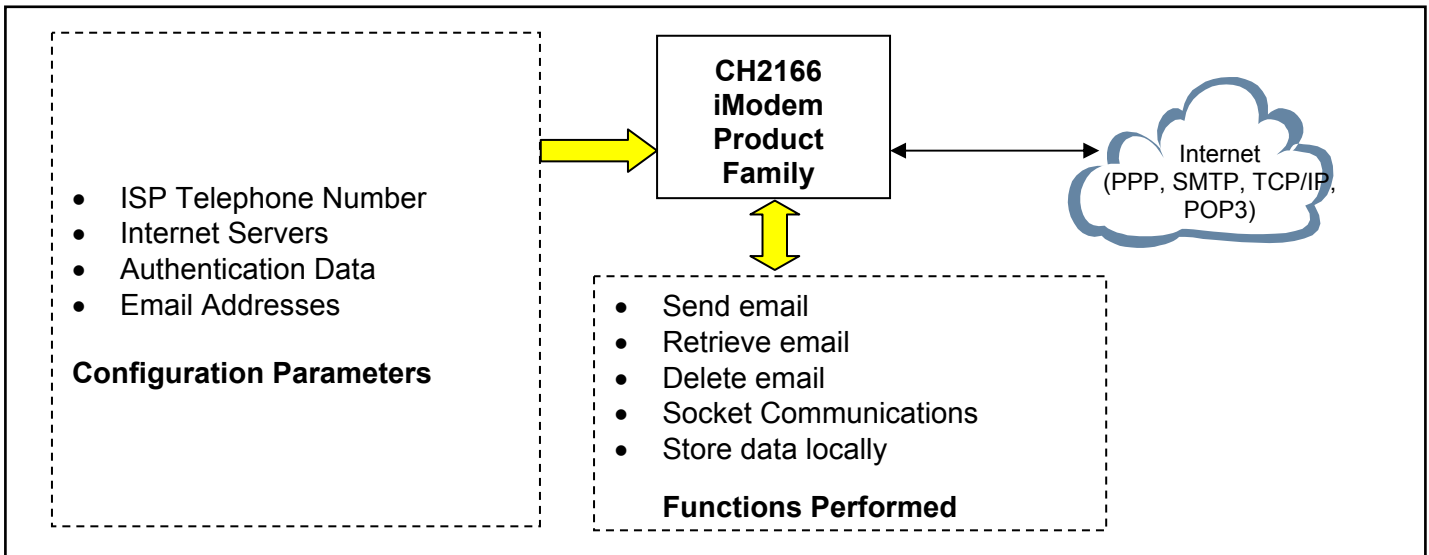 • ISP Telephone Number
• Internet Servers
• Authentication Data
• Email Addresses
Configuration Parameters
CH2166
iModem
Product
Family
Internet
(PPP, SMTP, TCP/IP,
POP3)
• Send email
• Retrieve email
• Delete email
• Socket Communications
• Store data locally
Functions Performed